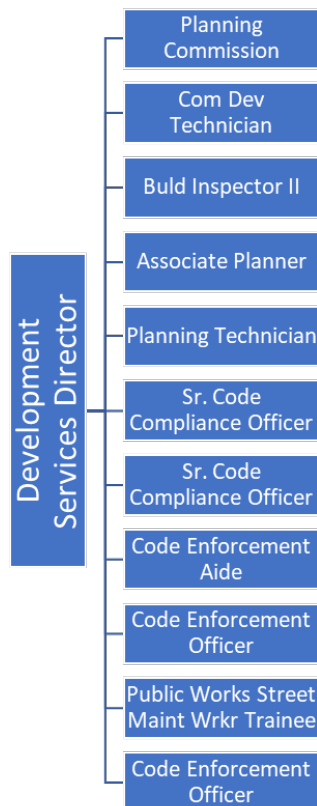 Development
Services Director
Planning
Commission
Com Dev
Technician
Buld Inspector II
Associate Planner
Planning Technician
Sr. Code
Compliance Officer
Sr. Code
Compliance Officer
Code Enforcement
Aide
Code Enforcement
Officer
Public Works Street
Maint Wrkr Trainee
Code Enforcement
Officer